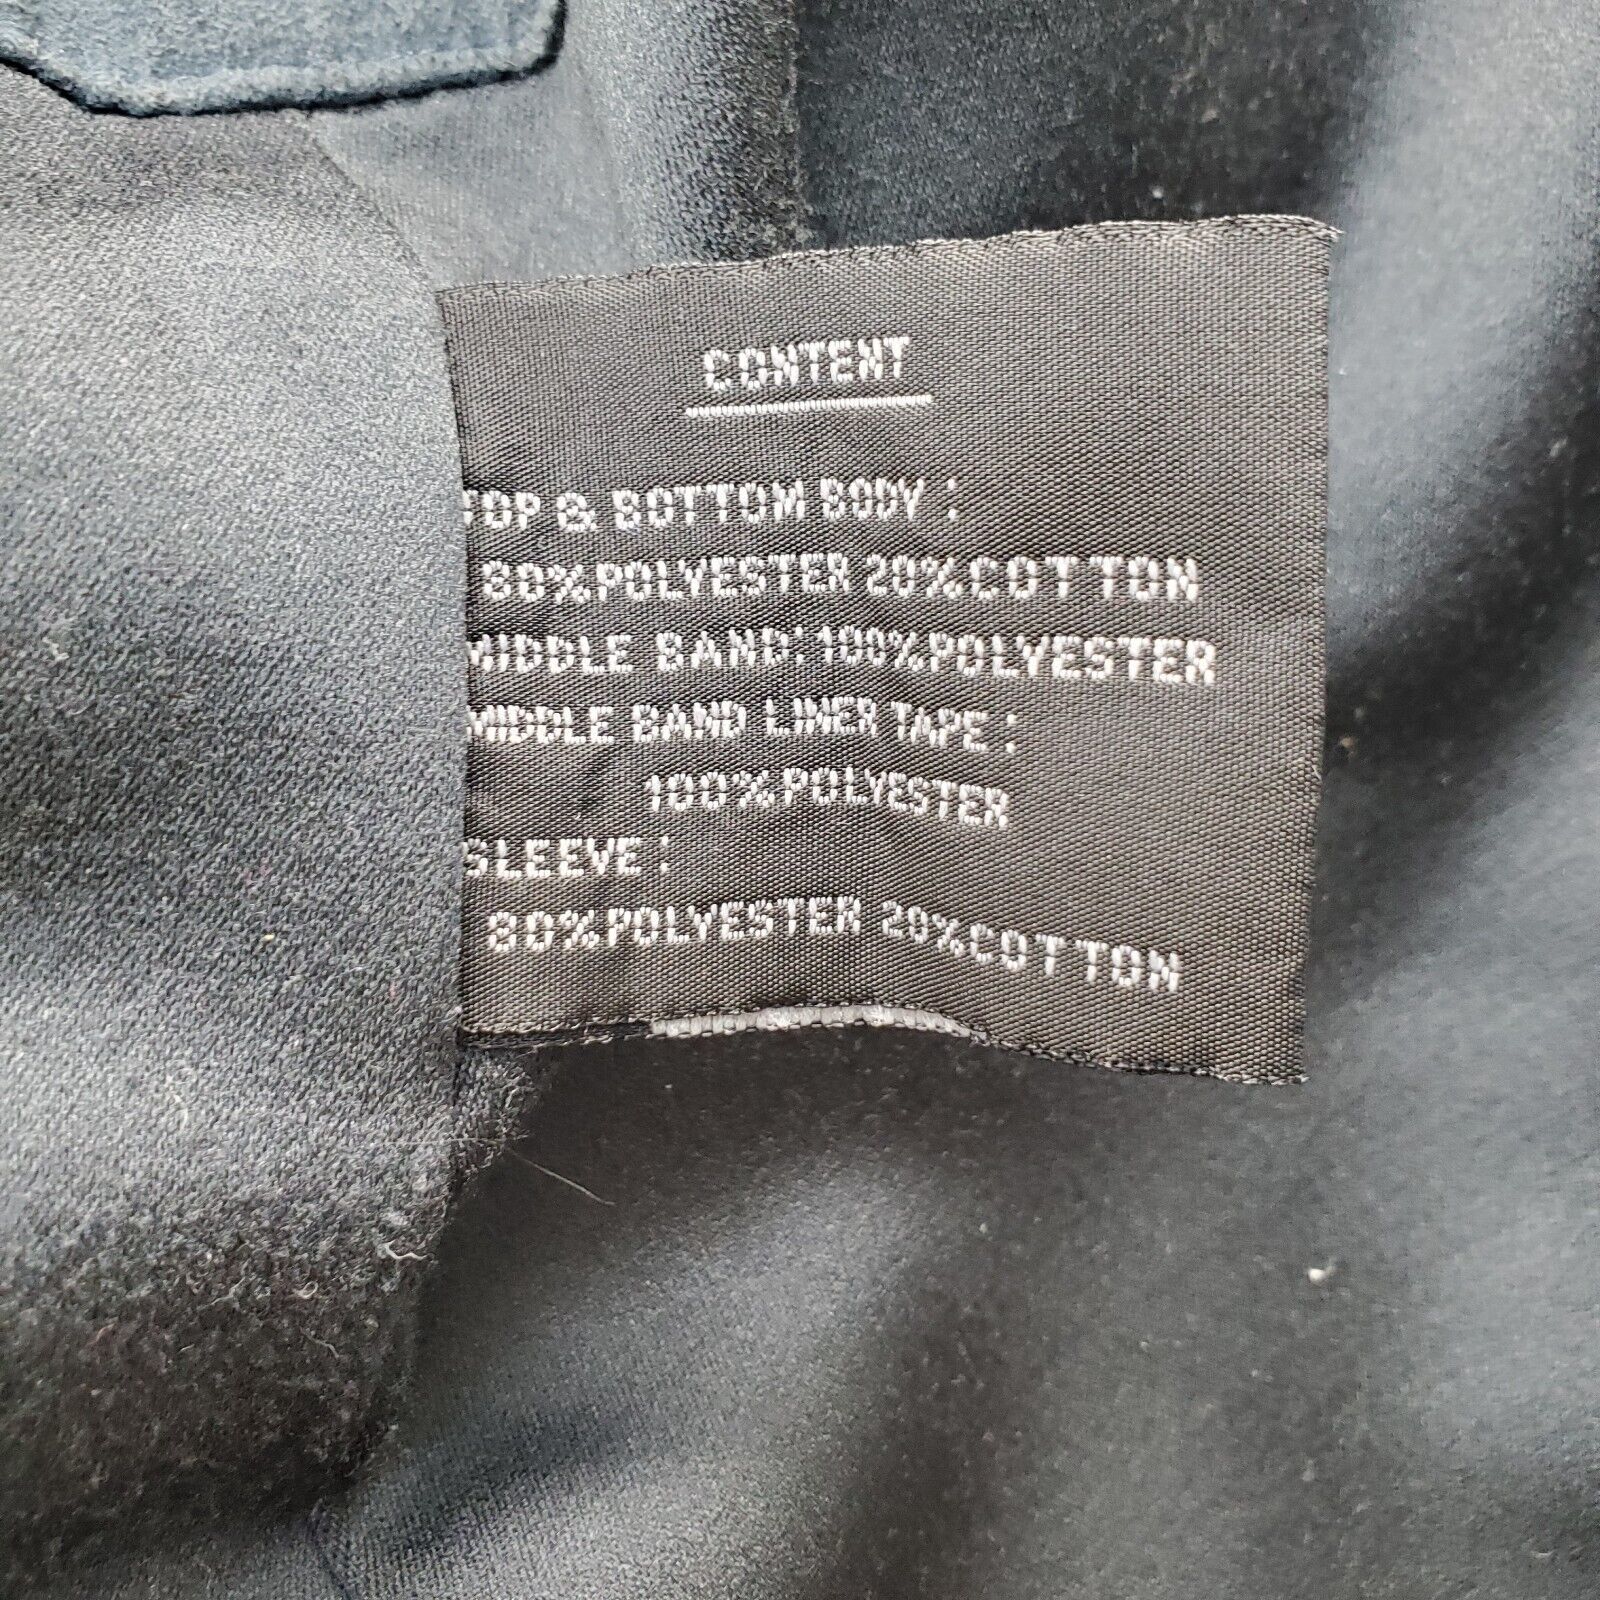 CONTENT
TOP & BOTTOM BODY:
80%POLYESTER 20%COTTON
MIDDLE BAND:100%POLYESTER
MIDDLE BAND LINER TAPE:
100%POLYESTER
SLEEVE:
80%POLYESTER 20%COTTON